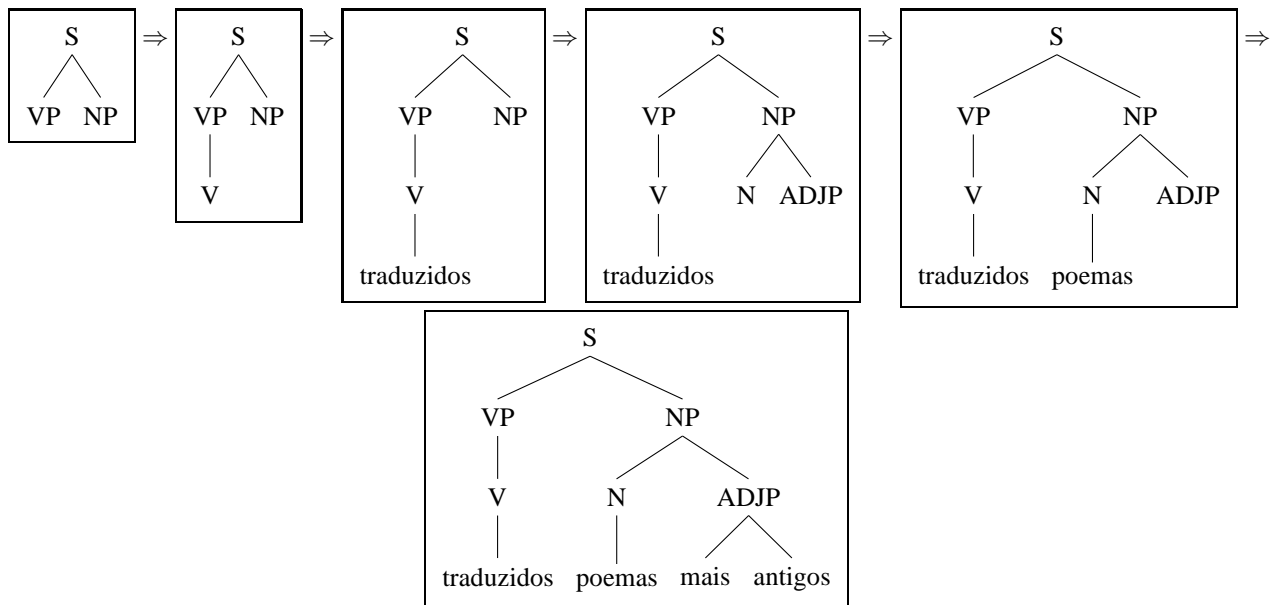 S ⇒ S ⇒ S ⇒ S ⇒ S ⇒
VP NP VP NP VP NP VP NP VP NP
V V V N ADJP V N ADJP
traduzidos traduzidos traduzidos poemas
S
VP NP
V N ADJP
traduzidos poemas mais antigos